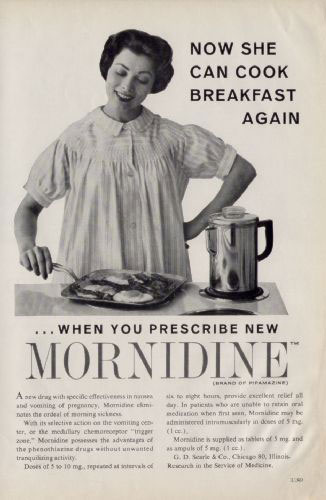 NOW SHE
CAN COOK
BREAKFAST
AGAIN
...WHEN YOU PRESCRIBE NEW
MORNIDINE™
(BRAND OF PIPAMAZINE)
A new drug with specific effectiveness in nausea
and vomiting of pregnancy, Mornidine elimi-
nates the ordeal of morning sickness.
With its selective action on the vomiting cen-
ter, or the medullary chemoreceptor "trigger
zone," Mornidine possesses the advantages of
the phenothiazine drugs without unwanted
tranquilizing activity.
Doses of 5 to 10 mg., repeated at intervals of
six to eight hours, provide excellent relief all
day. In patients who are unable to retain oral
medication when first seen, Mornidine may be
administered intramuscularly in doses of 5 mg.
(1 cc.).
Mornidine is supplied as tablets of 5 mg. and
as ampuls of 5 mg. (1 cc.).
G. D. Searle & Co., Chicago 80, Illinois.
Research in the Service of Medicine.